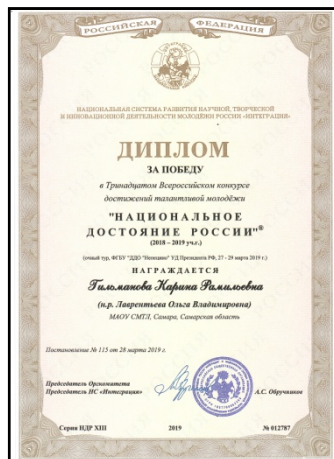 РОССИЙСКАЯ ФЕДЕРАЦИЯ
НАЦИОНАЛЬНАЯ СИСТЕМА РАЗВИТИЯ НАУЧНОЙ, ТВОРЧЕСКОЙ
И ИННОВАЦИОННОЙ ДЕЯТЕЛЬНОСТИ МОЛОДЁЖИ РОССИИ «ИНТЕГРАЦИЯ»
ДИПЛОМ
ЗА ПОБЕДУ
в Тринадцатом Всероссийском конкурсе
достижений талантливой молодёжи
"НАЦИОНАЛЬНОЕ
ДОСТОЯНИЕ РОССИИ"®
(2018 – 2019 уч.г.)
(очный тур, ФГБУ "ДДО "Непецино" УД Президента РФ, 27 - 29 марта 2019 г.)
НАГРАЖДАЕТСЯ
Гильманова Карина Рамилевна
(н.р. Лаврентьева Ольга Владимировна)
МАОУ СМТЛ, Самара, Самарская область
Постановление № 115 от 28 марта 2019 г.
Председатель Оргкомитета
Председатель НС «Интеграция» А.С. Обручников
Серия НДР XIII 2019 № 012787